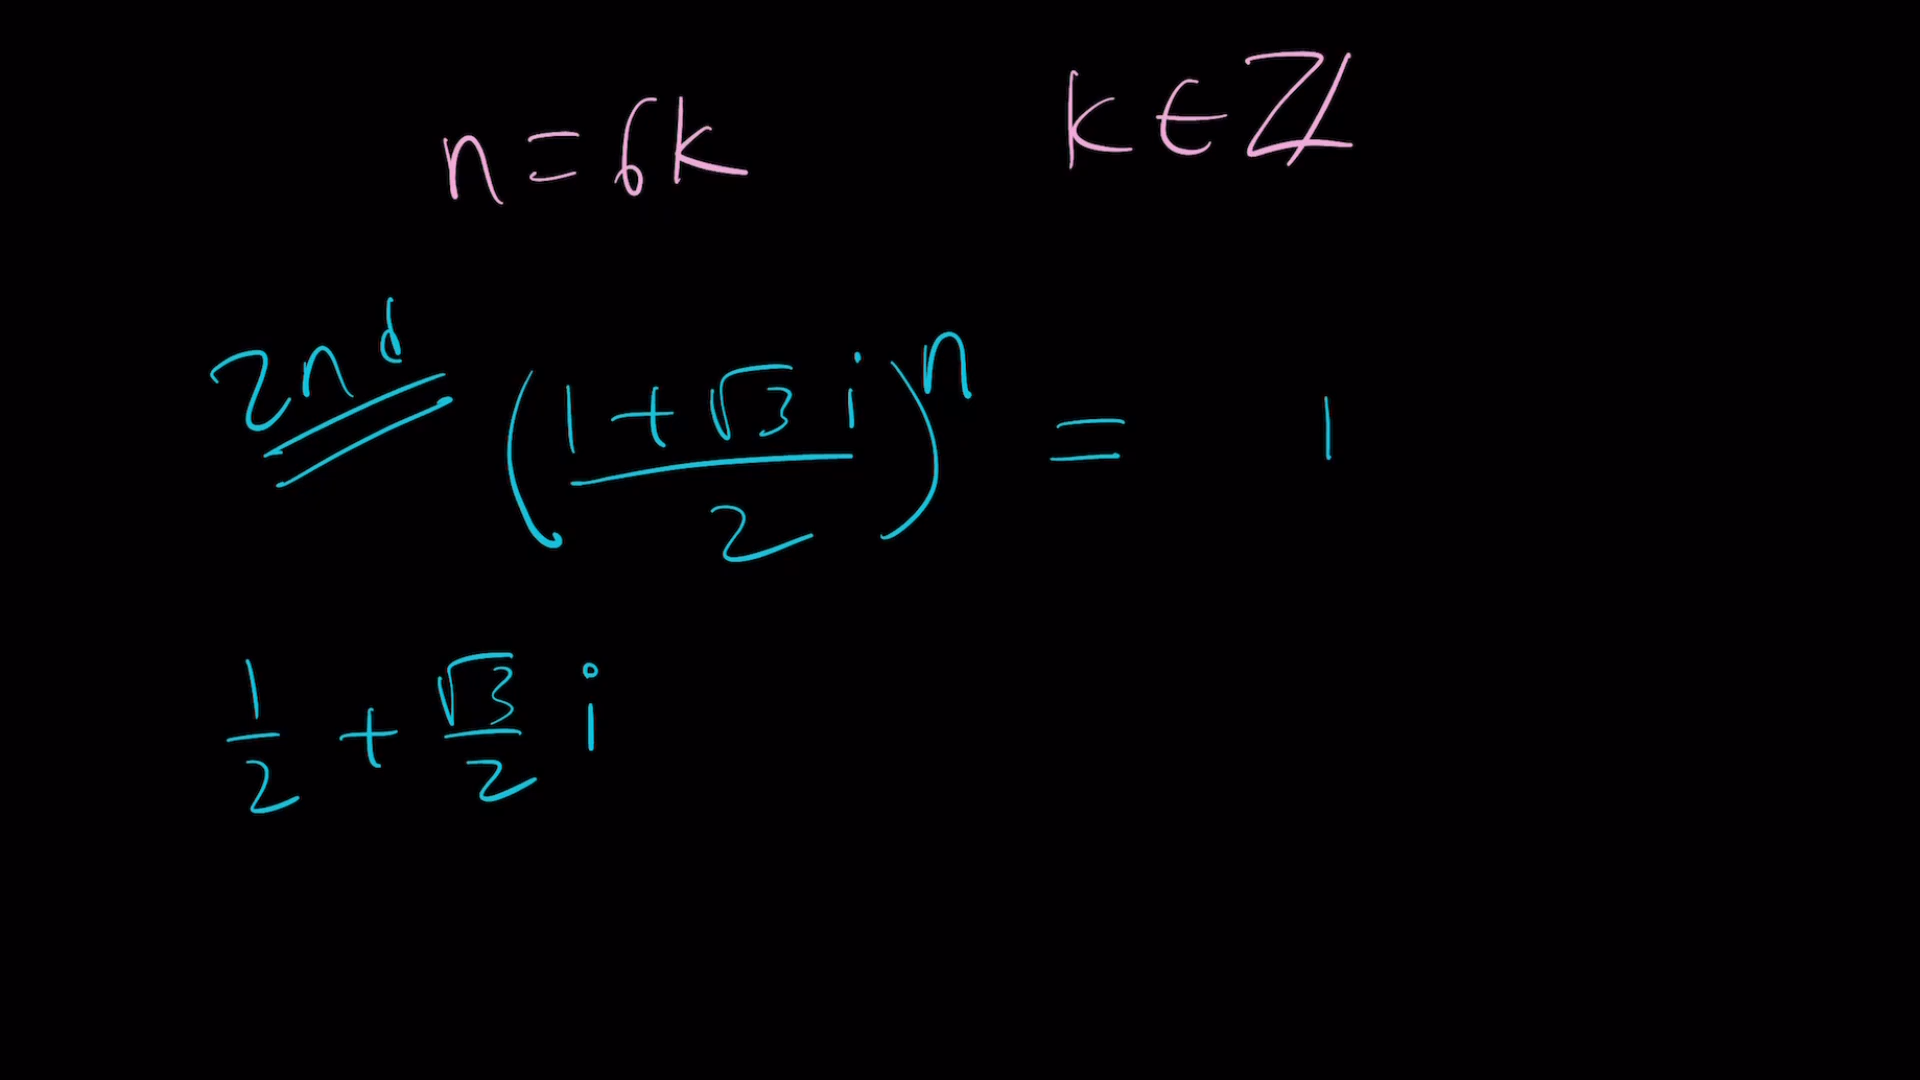 n = 6k    k ∈ ℤ
2nd ((1 + √3 i)/2)^n = 1
1/2 + √3/2 i